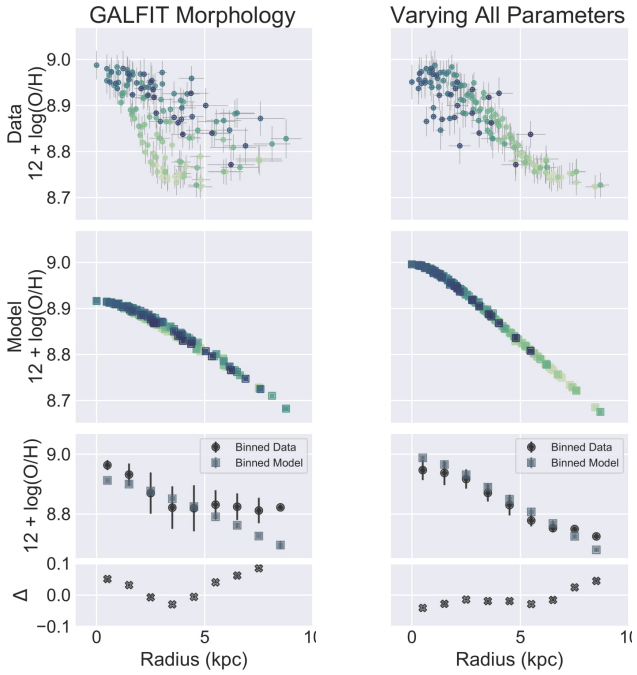 GALFIT Morphology
Varying All Parameters
Data
12 + log(O/H)
9.0
8.9
8.8
8.7
Model
12 + log(O/H)
9.0
8.9
8.8
8.7
12 + log(O/H)
9.0
8.8
Binned Data
Binned Model
Binned Data
Binned Model
Δ
0.1
0.0
−0.1
0
5
10
0
5
Radius (kpc)
Radius (kpc)